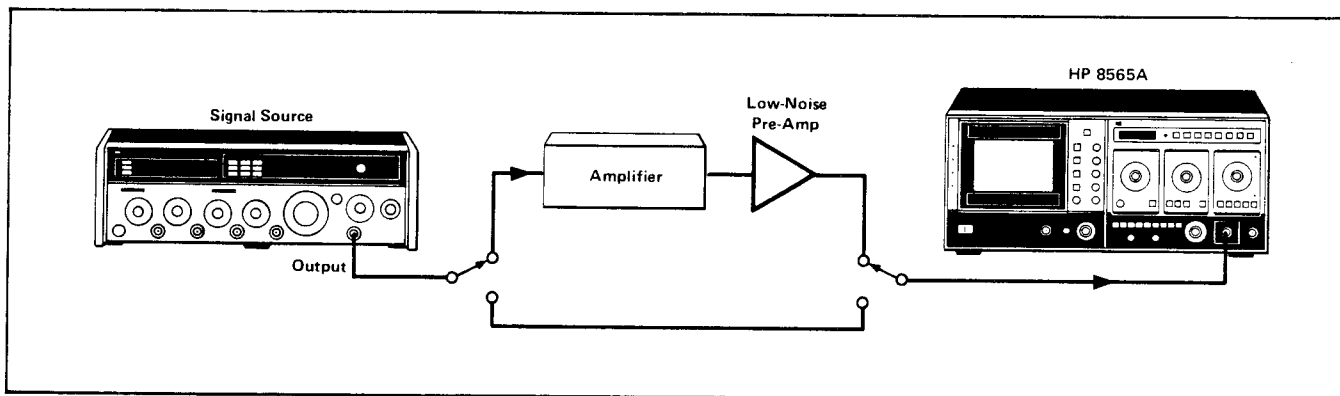 HP 8565A
Signal Source
Low-Noise
Pre-Amp
Amplifier
Output